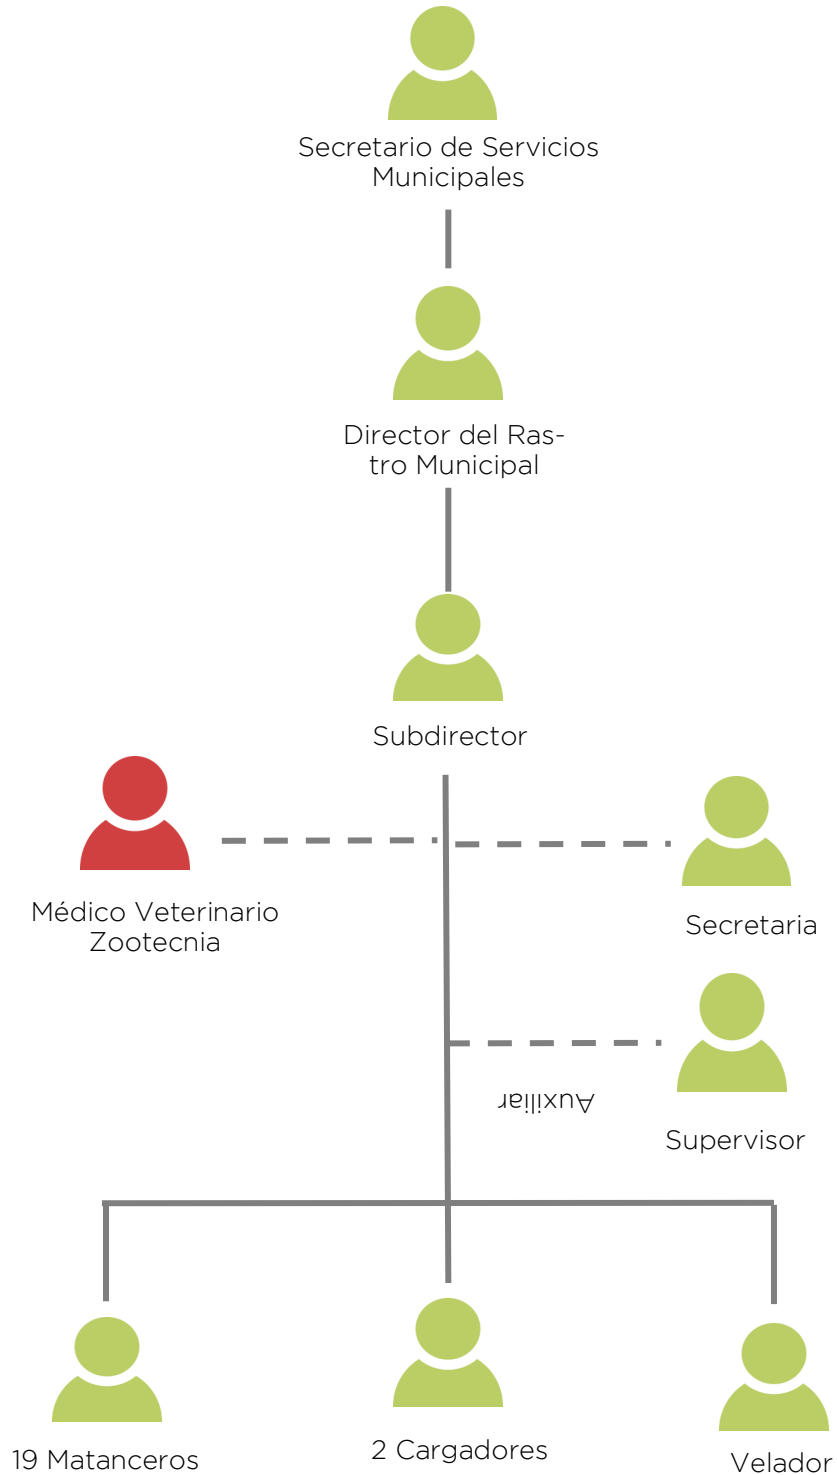 Secretario de Servicios
Municipales
Director del Ras-
tro Municipal
Subdirector
Médico Veterinario
Zootecnia
Secretaria
Auxiliar
Supervisor
19 Matanceros
2 Cargadores
Velador